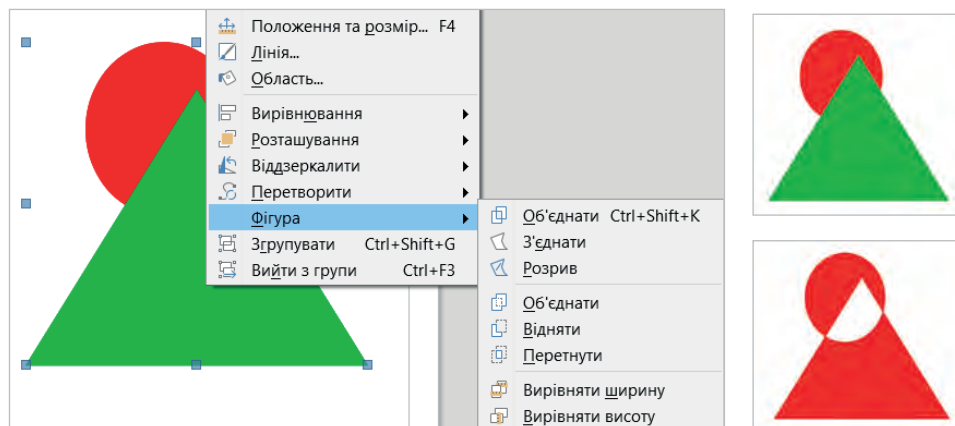 Положення та розмір... F4
Лінія...
Область...
Вирівнювання
Розташування
Віддзеркалити
Перетворити
Фігура
Згрупувати Ctrl+Shift+G
Вийти з групи Ctrl+F3
Об'єднати Ctrl+Shift+K
З'єднати
Розрив
Об'єднати
Відняти
Перетнути
Вирівняти ширину
Вирівняти висоту